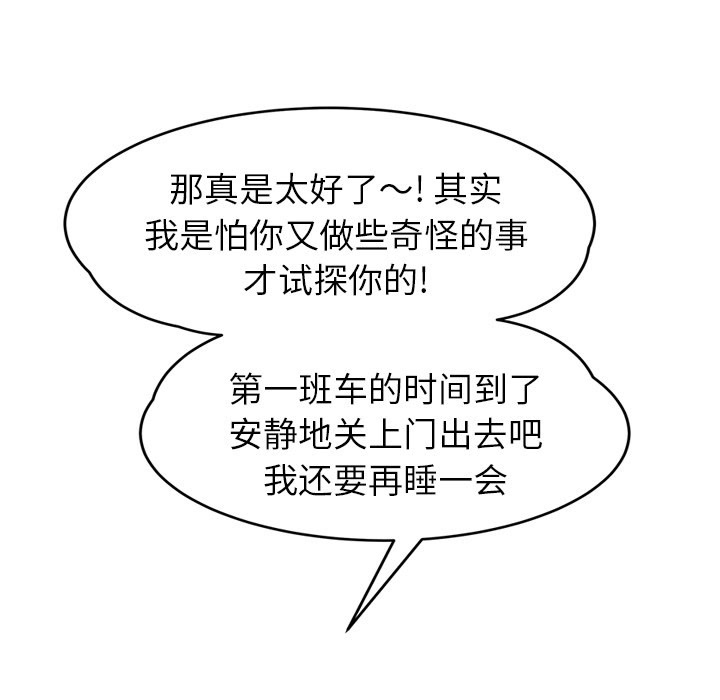 那真是太好了～! 其实
我是怕你又做些奇怪的事
才试探你的!
第一班车的时间到了
安静地关上门出去吧
我还要再睡一会